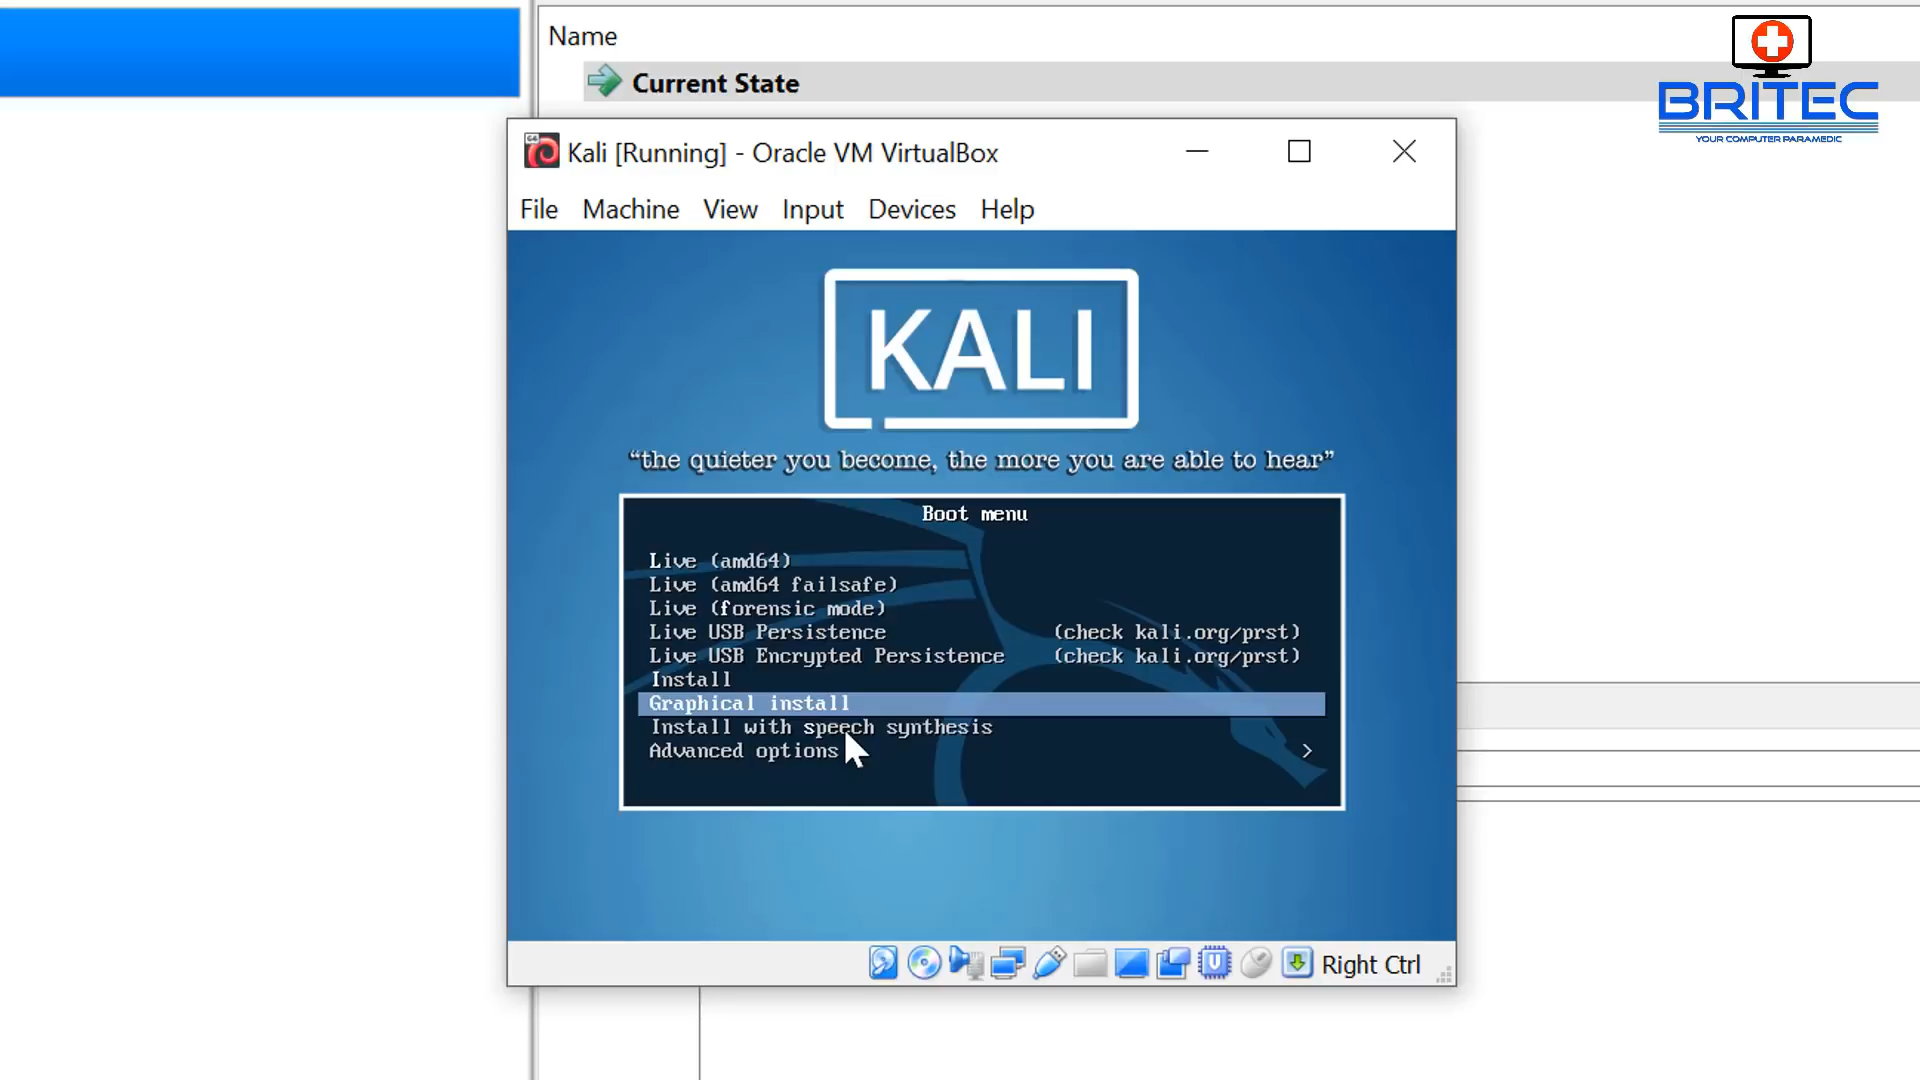 Name
Current State
BRITEC
YOUR COMPUTER PARAMEDIC
64
Kali [Running] - Oracle VM VirtualBox
File Machine View Input Devices Help
KALI
“the quieter you become, the more you are able to hear”
Boot menu
Live (amd64)
Live (amd64 failsafe)
Live (forensic mode)
Live USB Persistence (check kali.org/prst)
Live USB Encrypted Persistence (check kali.org/prst)
Install
Graphical install
Install with speech synthesis
Advanced options >
Right Ctrl